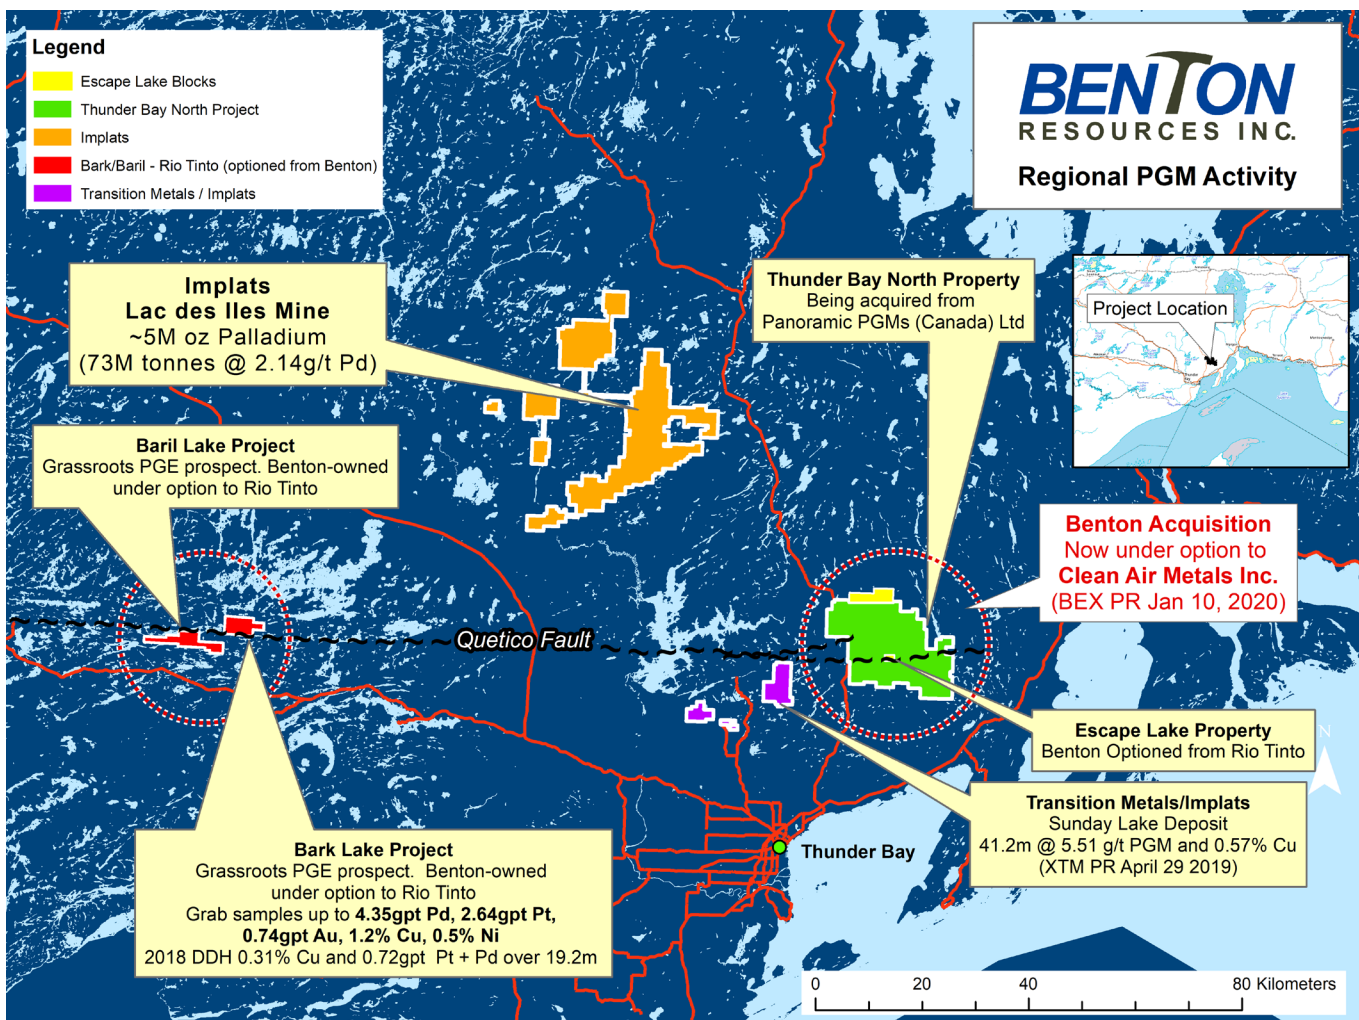 Legend
Escape Lake Blocks
Thunder Bay North Project
Implats
Bark/Baril - Rio Tinto (optioned from Benton)
Transition Metals / Implats
BENTON
RESOURCES INC.
Regional PGM Activity
Implats
Lac des Iles Mine
~5M oz Palladium
(73M tonnes @ 2.14g/t Pd)
Thunder Bay North Property
Being acquired from
Panoramic PGMs (Canada) Ltd
Project Location
Baril Lake Project
Grassroots PGE prospect. Benton-owned
under option to Rio Tinto
Benton Acquisition
Now under option to
Clean Air Metals Inc.
(BEX PR Jan 10, 2020)
Quetico Fault
Escape Lake Property
Benton Optioned from Rio Tinto
N
Transition Metals/Implats
Sunday Lake Deposit
41.2m @ 5.51 g/t PGM and 0.57% Cu
(XTM PR April 29 2019)
Bark Lake Project
Grassroots PGE prospect.  Benton-owned
under option to Rio Tinto
Grab samples up to 4.35gpt Pd, 2.64gpt Pt,
0.74gpt Au, 1.2% Cu, 0.5% Ni
2018 DDH 0.31% Cu and 0.72gpt  Pt + Pd over 19.2m
Thunder Bay
0 20 40 80 Kilometers